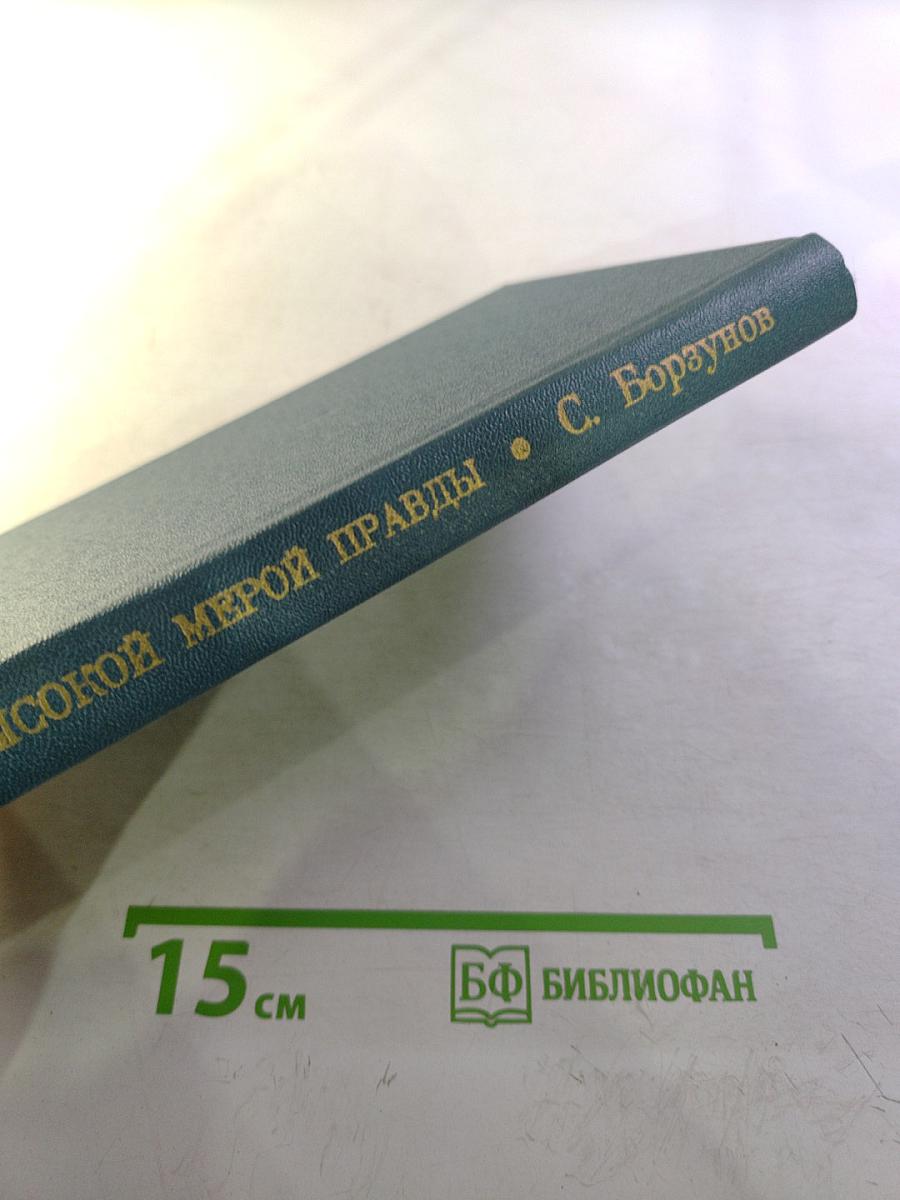 ЫСОКОЙ МЕРОЙ ПРАВДЫ • С. Борзунов
15 см
БФ БИБЛИОФАН